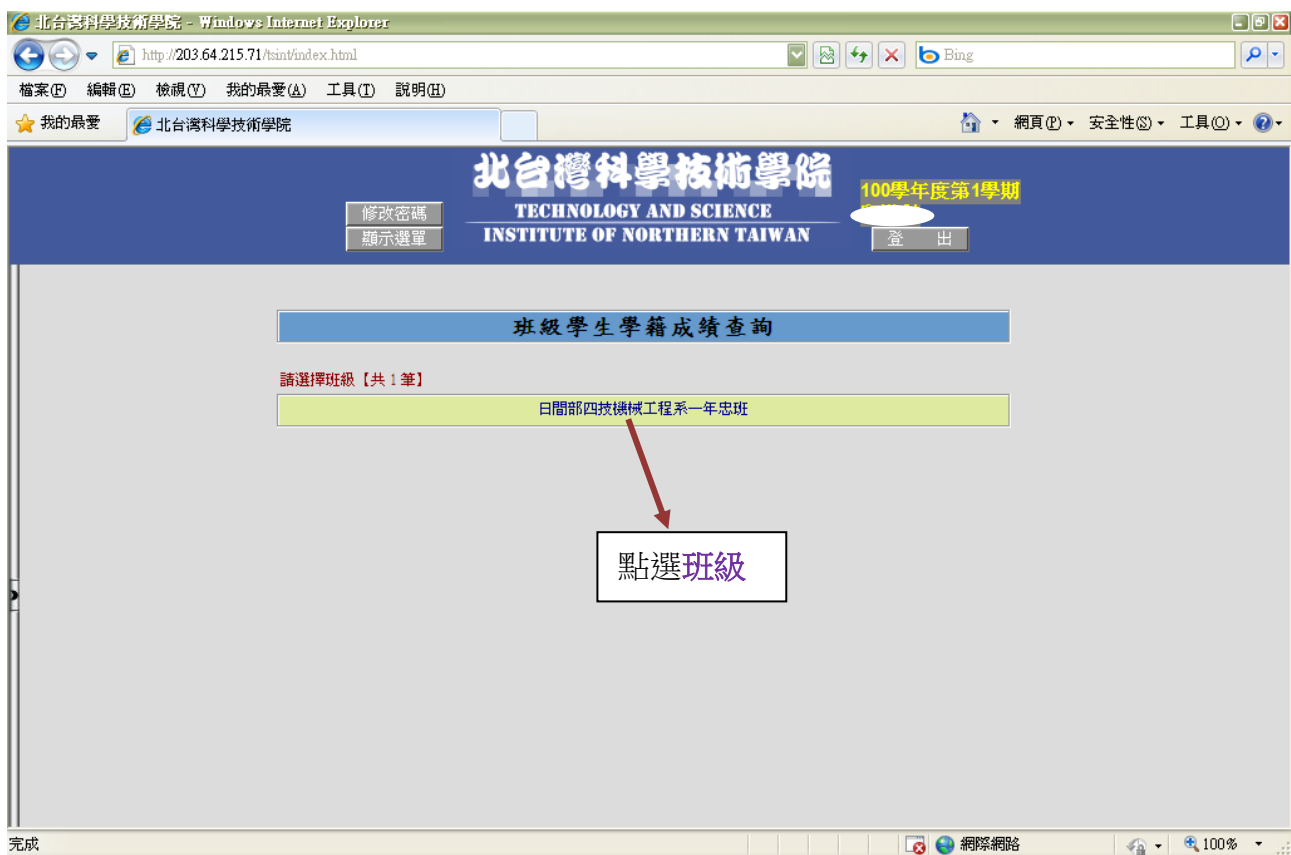 北台灣科學技術學院 - Windows Internet Explorer
http://203.64.215.71/tsint/index.html
Bing
檔案(F) 編輯(E) 檢視(V) 我的最愛(A) 工具(T) 說明(H)
我的最愛
北台灣科學技術學院
網頁(P) 安全性(S) 工具(O)
北台灣科學技術學院
TECHNOLOGY AND SCIENCE
INSTITUTE OF NORTHERN TAIWAN
修改密碼
顯示選單
100學年度第1學期
登 出
班級學生學籍成績查詢
請選擇班級【共 1 筆】
日間部四技機械工程系一年忠班
點選班級
完成
網際網路
100%